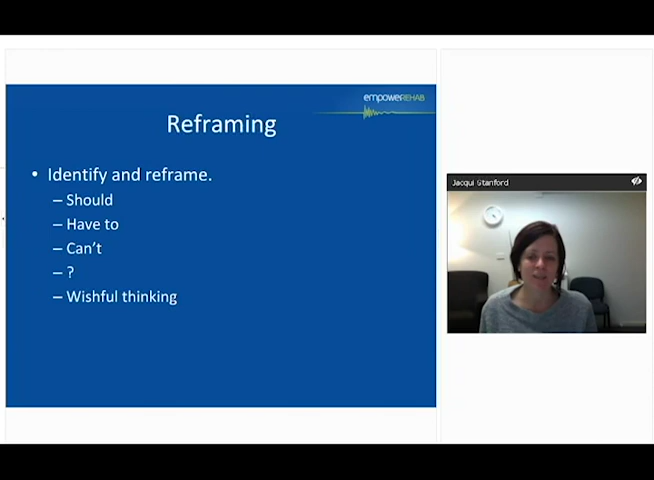 empowerREHAB
Reframing
• Identify and reframe.
– Should
– Have to
– Can't
– ?
– Wishful thinking
Jacqui Stanford